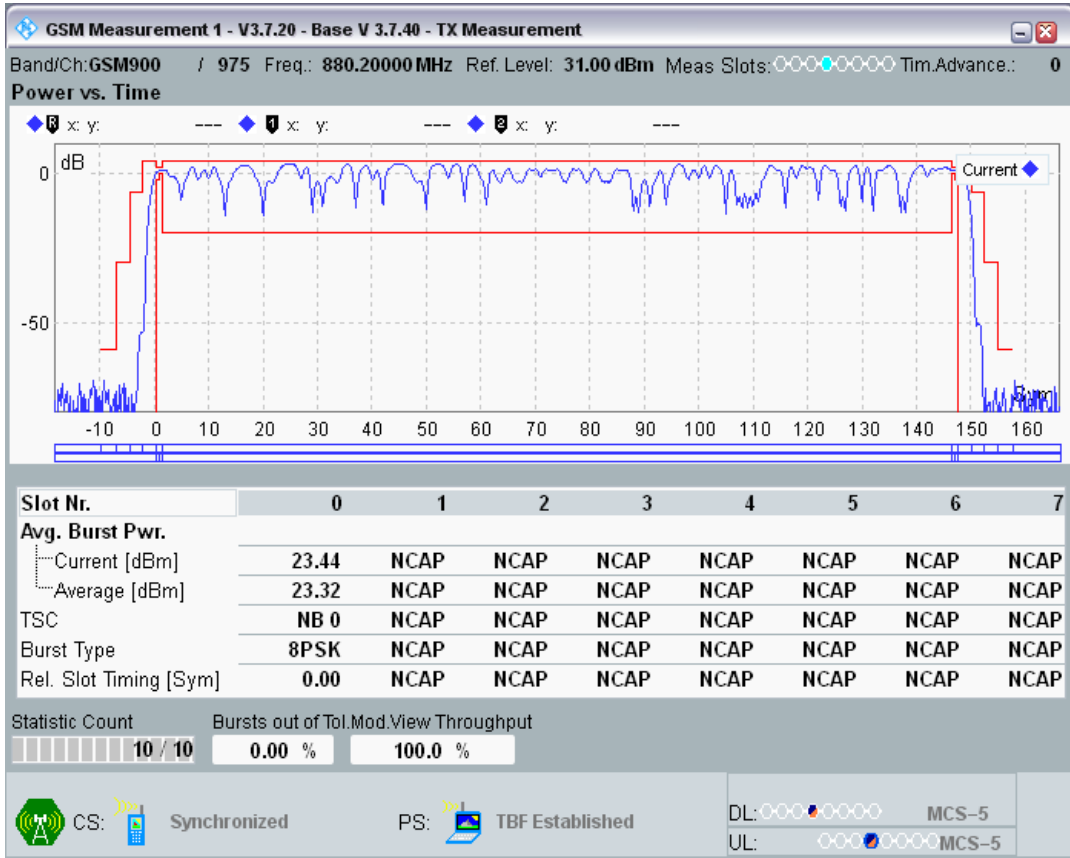 GSM Measurement 1 - V3.7.20 - Base V 3.7.40 - TX Measurement
Band/Ch:GSM900 / 975 Freq.: 880.20000 MHz Ref. Level: 31.00 dBm Meas Slots: Tim.Advance.: 0
Power vs. Time
R x: y: --- 1 x: y: --- 2 x: y: ---
dB
Current
0
-50
Sym
-10 0 10 20 30 40 50 60 70 80 90 100 110 120 130 140 150 160
Slot Nr. 0 1 2 3 4 5 6 7
Avg. Burst Pwr.
Current [dBm] 23.44 NCAP NCAP NCAP NCAP NCAP NCAP NCAP
Average [dBm] 23.32 NCAP NCAP NCAP NCAP NCAP NCAP NCAP
TSC NB 0 NCAP NCAP NCAP NCAP NCAP NCAP NCAP
Burst Type 8PSK NCAP NCAP NCAP NCAP NCAP NCAP NCAP
Rel. Slot Timing [Sym] 0.00 NCAP NCAP NCAP NCAP NCAP NCAP NCAP
Statistic Count Bursts out of Tol.Mod.View Throughput
10 / 10 0.00 % 100.0 %
CS: Synchronized PS: TBF Established DL: MCS-5
UL: MCS-5